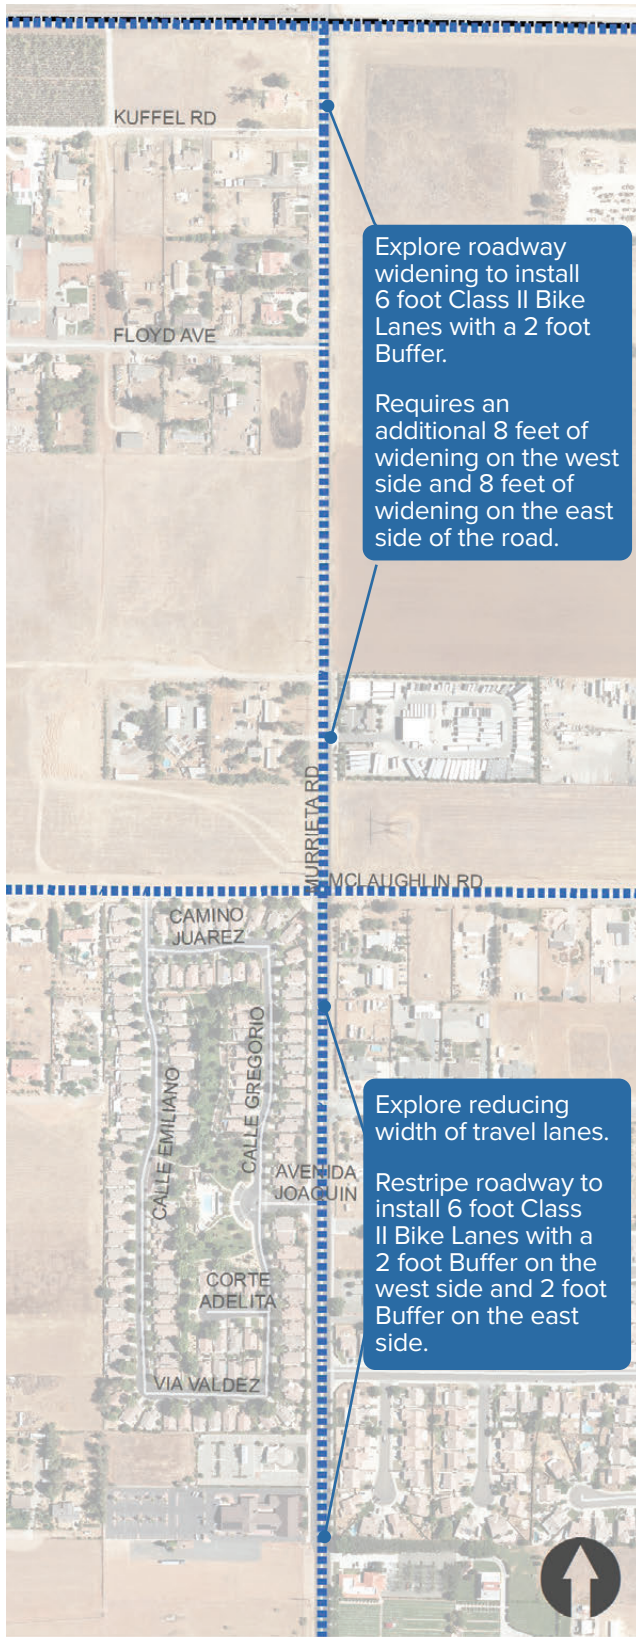 KUFFEL RD
Explore roadway
widening to install
6 foot Class II Bike
Lanes with a 2 foot
Buffer.
Requires an
additional 8 feet of
widening on the west
side and 8 feet of
widening on the east
side of the road.
FLOYD AVE
MURRIETA RD
MCLAUGHLIN RD
CAMINO
JUAREZ
CALLE EMILIANO
CALLE GREGORIO
AVENIDA
JOAQUIN
CORTE
ADELITA
VIA VALDEZ
Explore reducing
width of travel lanes.
Restripe roadway to
install 6 foot Class
II Bike Lanes with a
2 foot Buffer on the
west side and 2 foot
Buffer on the east
side.